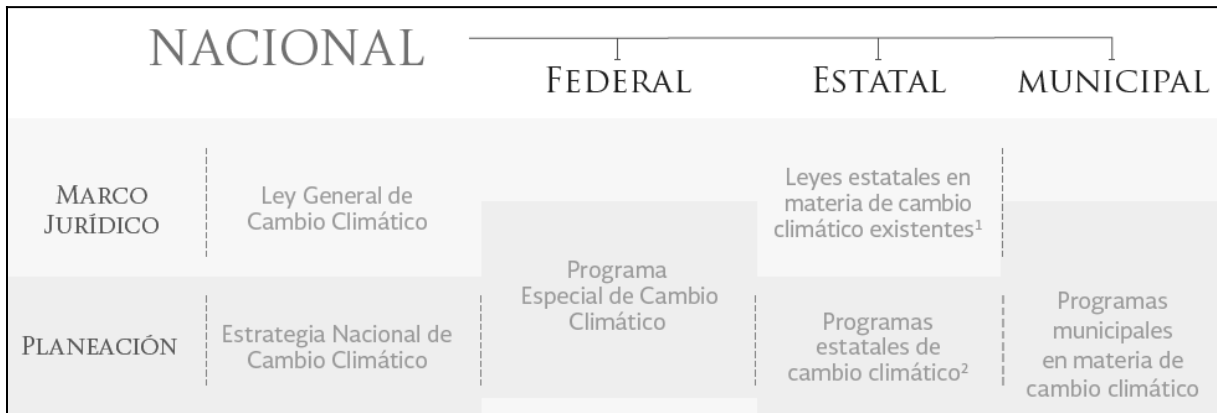 NACIONAL
FEDERAL
ESTATAL
MUNICIPAL
MARCO
JURÍDICO
Ley General de
Cambio Climático
Leyes estatales en
materia de cambio
climático existentes¹
Programa
Especial de Cambio
Climático
PLANEACIÓN
Estrategia Nacional de
Cambio Climático
Programas
estatales de
cambio climático²
Programas
municipales
en materia de
cambio climático